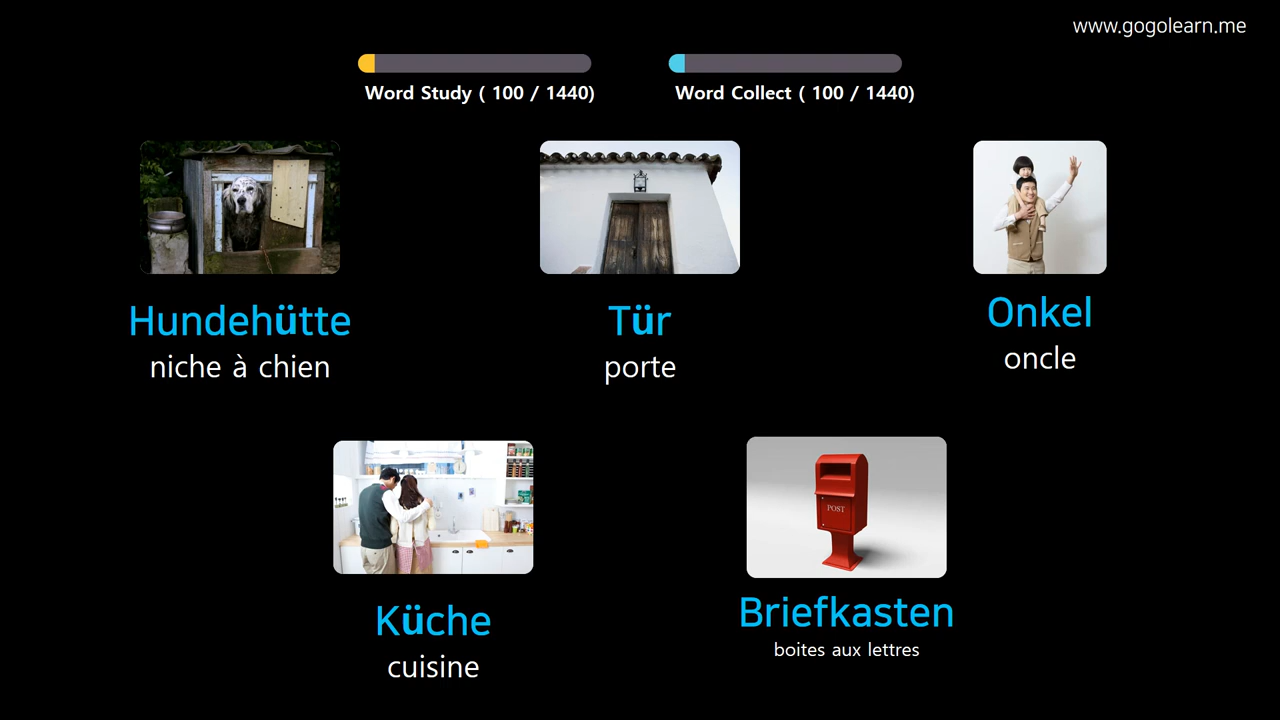 www.gogolearn.me
Word Study ( 100 / 1440)
Word Collect ( 100 / 1440)
Hundehütte
niche à chien
Tür
porte
Onkel
oncle
POST
Küche
cuisine
Briefkasten
boites aux lettres